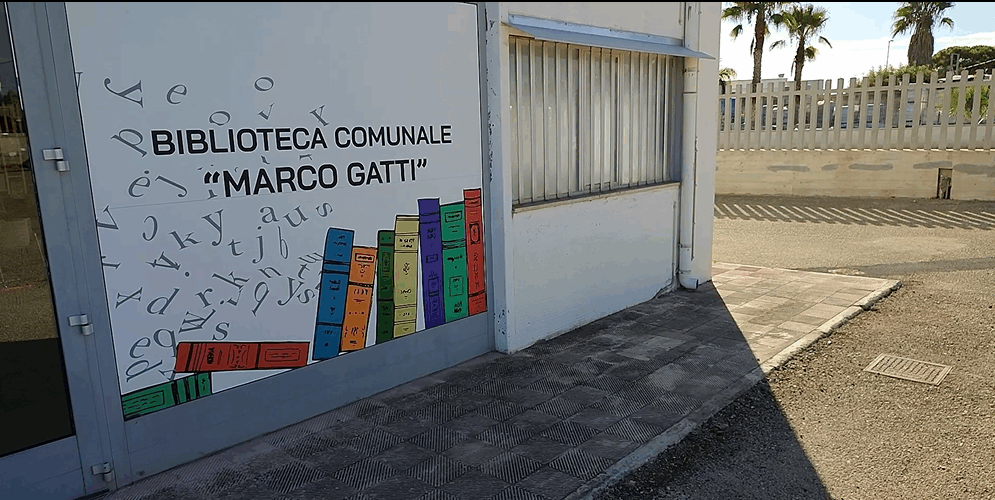 BIBLIOTECA COMUNALE
“MARCO GATTI”